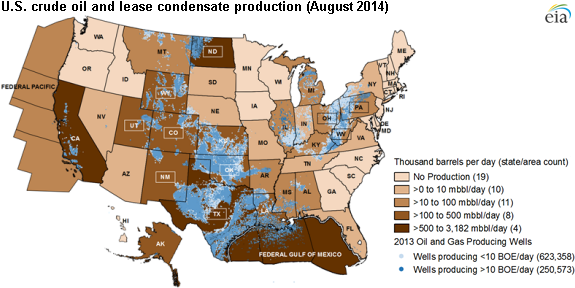 U.S. crude oil and lease condensate production (August 2014)
eia
WA
MT
ND
MN
ME
VT
NH
OR
ID
SD
WI
MI
NY
MA
CT
RI
FEDERAL PACIFIC
WY
IA
PA
NJ
NV
NE
IL
IN
OH
DE
MD
UT
CO
MO
WV
VA
KY
CA
AZ
NM
OK
AR
TN
NC
SC
TX
MS
AL
GA
HI
AK
FL
FEDERAL GULF OF MEXICO
Thousand barrels per day (state/area count)
No Production (19)
>0 to 10 mbbl/day (10)
>10 to 100 mbbl/day (11)
>100 to 500 mbbl/day (8)
>500 to 3,182 mbbl/day (4)
2013 Oil and Gas Producing Wells
Wells producing <10 BOE/day (623,358)
Wells producing >10 BOE/day (250,573)